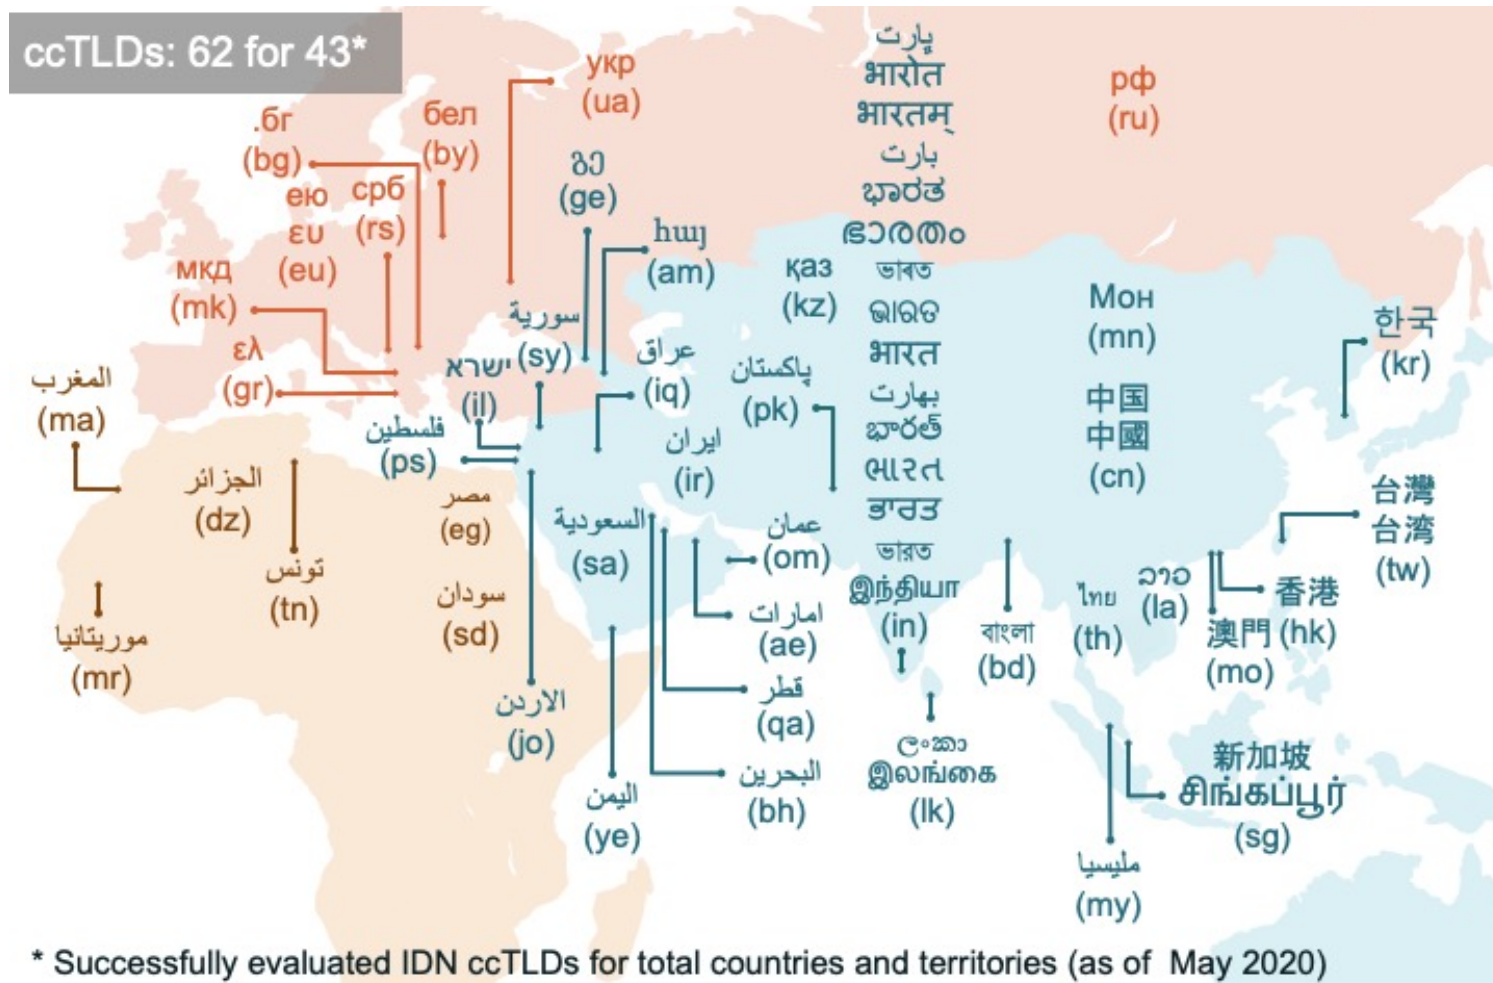 ccTLDs: 62 for 43*
укр
(ua)
.бг
(bg)
бел
(by)
ею
ευ
(eu)
срб
(rs)
мкд
(mk)
ελ
(gr)
рф
(ru)
გე
(ge)
հայ
(am)
қаз
(kz)
پارت
भारोत
भारतम्
بارت
ಭಾರತ
ഭാരതം
ভাৰত
ଭାରତ
भारत
بھارت
భారత్
ભારત
ਭਾਰਤ
ভারত
இந்தியா
(in)
Мон
(mn)
中国
中國
(cn)
한국
(kr)
سورية
(sy)
ישרא
(il)
عراق
(iq)
پاکستان
(pk)
المغرب
(ma)
فلسطين
(ps)
ایران
(ir)
الجزائر
(dz)
مصر
(eg)
السعودية
(sa)
عمان
(om)
台灣
台湾
(tw)
تونس
(tn)
سودان
(sd)
امارات
(ae)
বাংলা
(bd)
ไทย
(th)
ລາວ
(la)
香港
(hk)
澳門
(mo)
موريتانيا
(mr)
الاردن
(jo)
قطر
(qa)
البحرين
(bh)
اليمن
(ye)
ලංකා
இலங்கை
(lk)
新加坡
சிங்கப்பூர்
(sg)
مليسيا
(my)
* Successfully evaluated IDN ccTLDs for total countries and territories (as of May 2020)